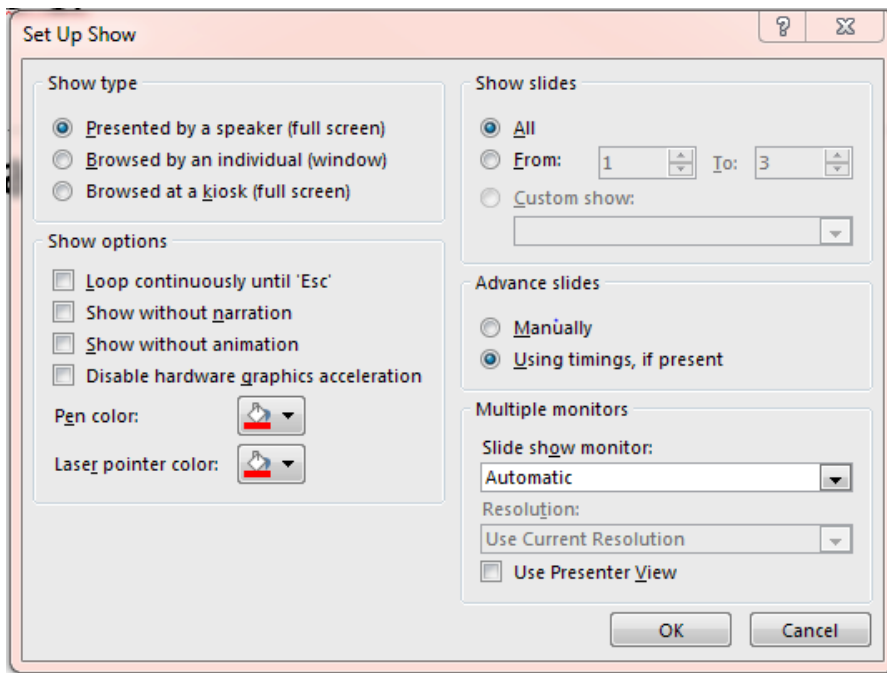 Set Up Show
Show type
Presented by a speaker (full screen)
Browsed by an individual (window)
Browsed at a kiosk (full screen)
Show options
Loop continuously until 'Esc'
Show without narration
Show without animation
Disable hardware graphics acceleration
Pen color:
Laser pointer color:
Show slides
All
From: 1 To: 3
Custom show:
Advance slides
Manually
Using timings, if present
Multiple monitors
Slide show monitor:
Automatic
Resolution:
Use Current Resolution
Use Presenter View
OK Cancel